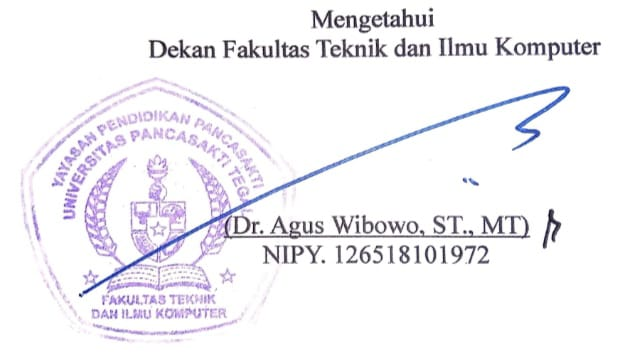 Mengetahui
Dekan Fakultas Teknik dan Ilmu Komputer
YAYASAN PENDIDIKAN PANCASAKTI
UNIVERSITAS PANCASAKTI TEGAL
FAKULTAS TEKNIK
DAN ILMU KOMPUTER
(Dr. Agus Wibowo, ST., MT)
NIPY. 126518101972